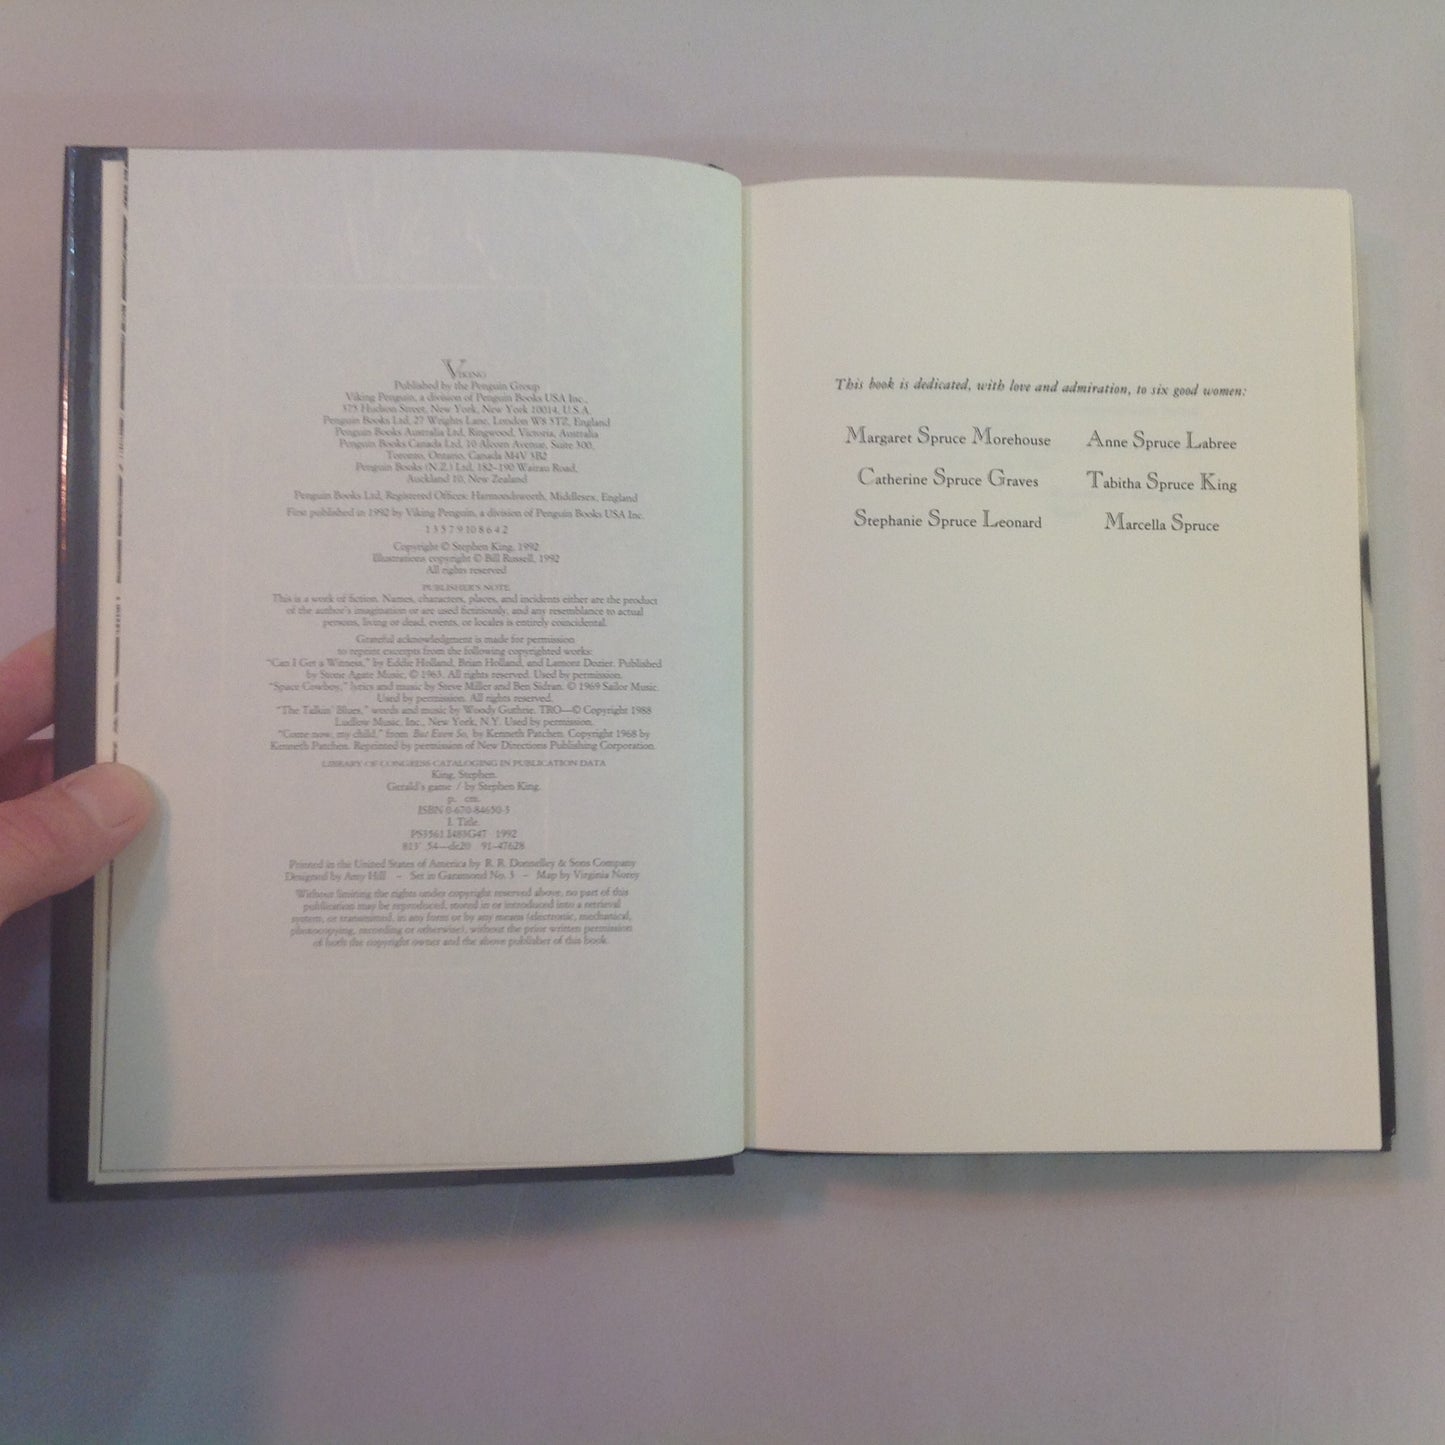 VIKING
Published by the Penguin Group
Viking Penguin, a division of Penguin Books USA Inc.,
375 Hudson Street, New York, New York 10014, U.S.A.
Penguin Books Ltd, 27 Wrights Lane, London W8 5TZ, England
Penguin Books Australia Ltd, Ringwood, Victoria, Australia
Penguin Books Canada Ltd, 10 Alcorn Avenue, Suite 300,
Toronto, Ontario, Canada M4V 3B2
Penguin Books (N.Z.) Ltd, 182–190 Wairau Road,
Auckland 10, New Zealand
Penguin Books Ltd, Registered Offices: Harmondsworth, Middlesex, England
First published in 1992 by Viking Penguin, a division of Penguin Books USA Inc.
1 3 5 7 9 10 8 6 4 2
Copyright © Stephen King, 1992
Illustrations copyright © Bill Russell, 1992
All rights reserved
PUBLISHER'S NOTE
This is a work of fiction. Names, characters, places, and incidents either are the product
of the author's imagination or are used fictitiously, and any resemblance to actual
persons, living or dead, events, or locales is entirely coincidental.
Grateful acknowledgment is made for permission
to reprint excerpts from the following copyrighted works:
"Can I Get a Witness," by Eddie Holland, Brian Holland, and Lamont Dozier. Published
by Stone Agate Music, © 1963. All rights reserved. Used by permission.
"Space Cowboy," lyrics and music by Steve Miller and Ben Sidran. © 1969 Sailor Music.
Used by permission. All rights reserved.
"The Talkin' Blues," words and music by Woody Guthrie. TRO—© Copyright 1988
Ludlow Music, Inc., New York, N.Y. Used by permission.
"Come now, my child," from But Even So, by Kenneth Patchen. Copyright 1968 by
Kenneth Patchen. Reprinted by permission of New Directions Publishing Corporation.
LIBRARY OF CONGRESS CATALOGING IN PUBLICATION DATA
King, Stephen.
Gerald's game / by Stephen King.
p. cm.
ISBN 0-670-84650-3
I. Title.
PS3561.I483G47 1992
813'.54—dc20 91-47628
Printed in the United States of America by R. R. Donnelley & Sons Company
Designed by Amy Hill – Set in Garamond No. 3 – Map by Virginia Norey
Without limiting the rights under copyright reserved above, no part of this
publication may be reproduced, stored in or introduced into a retrieval
system, or transmitted, in any form or by any means (electronic, mechanical,
photocopying, recording or otherwise), without the prior written permission
of both the copyright owner and the above publisher of this book.
This book is dedicated, with love and admiration, to six good women:
Margaret Spruce Morehouse Anne Spruce Labree
Catherine Spruce Graves Tabitha Spruce King
Stephanie Spruce Leonard Marcella Spruce